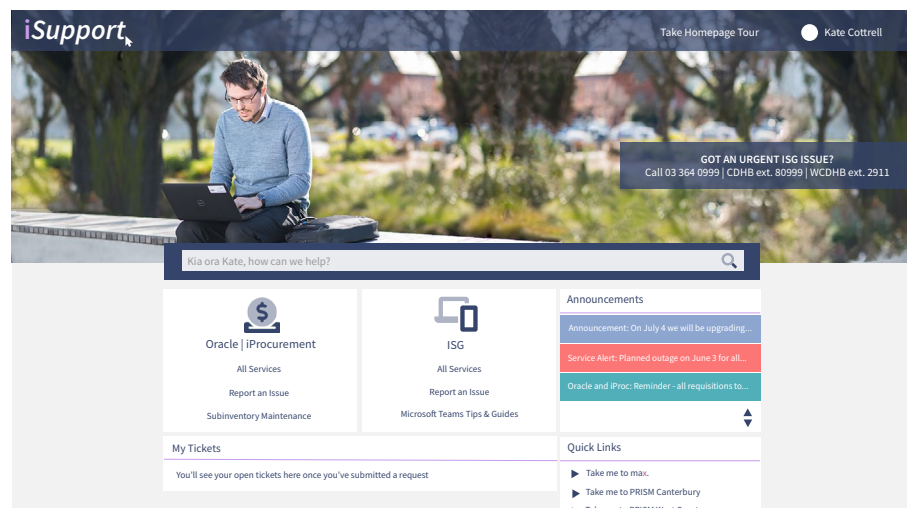 iSupport
Take Homepage Tour
Kate Cottrell
GOT AN URGENT ISG ISSUE?
Call 03 364 0999 | CDHB ext. 80999 | WCDHB ext. 2911
Kia ora Kate, how can we help?
Oracle | iProcurement
All Services
Report an Issue
Subinventory Maintenance
ISG
All Services
Report an Issue
Microsoft Teams Tips & Guides
Announcements
Announcement: On July 4 we will be upgrading...
Service Alert: Planned outage on June 3 for all...
Oracle and iProc: Reminder - all requisitions to...
My Tickets
You'll see your open tickets here once you've submitted a request
Quick Links
Take me to max.
Take me to PRISM Canterbury